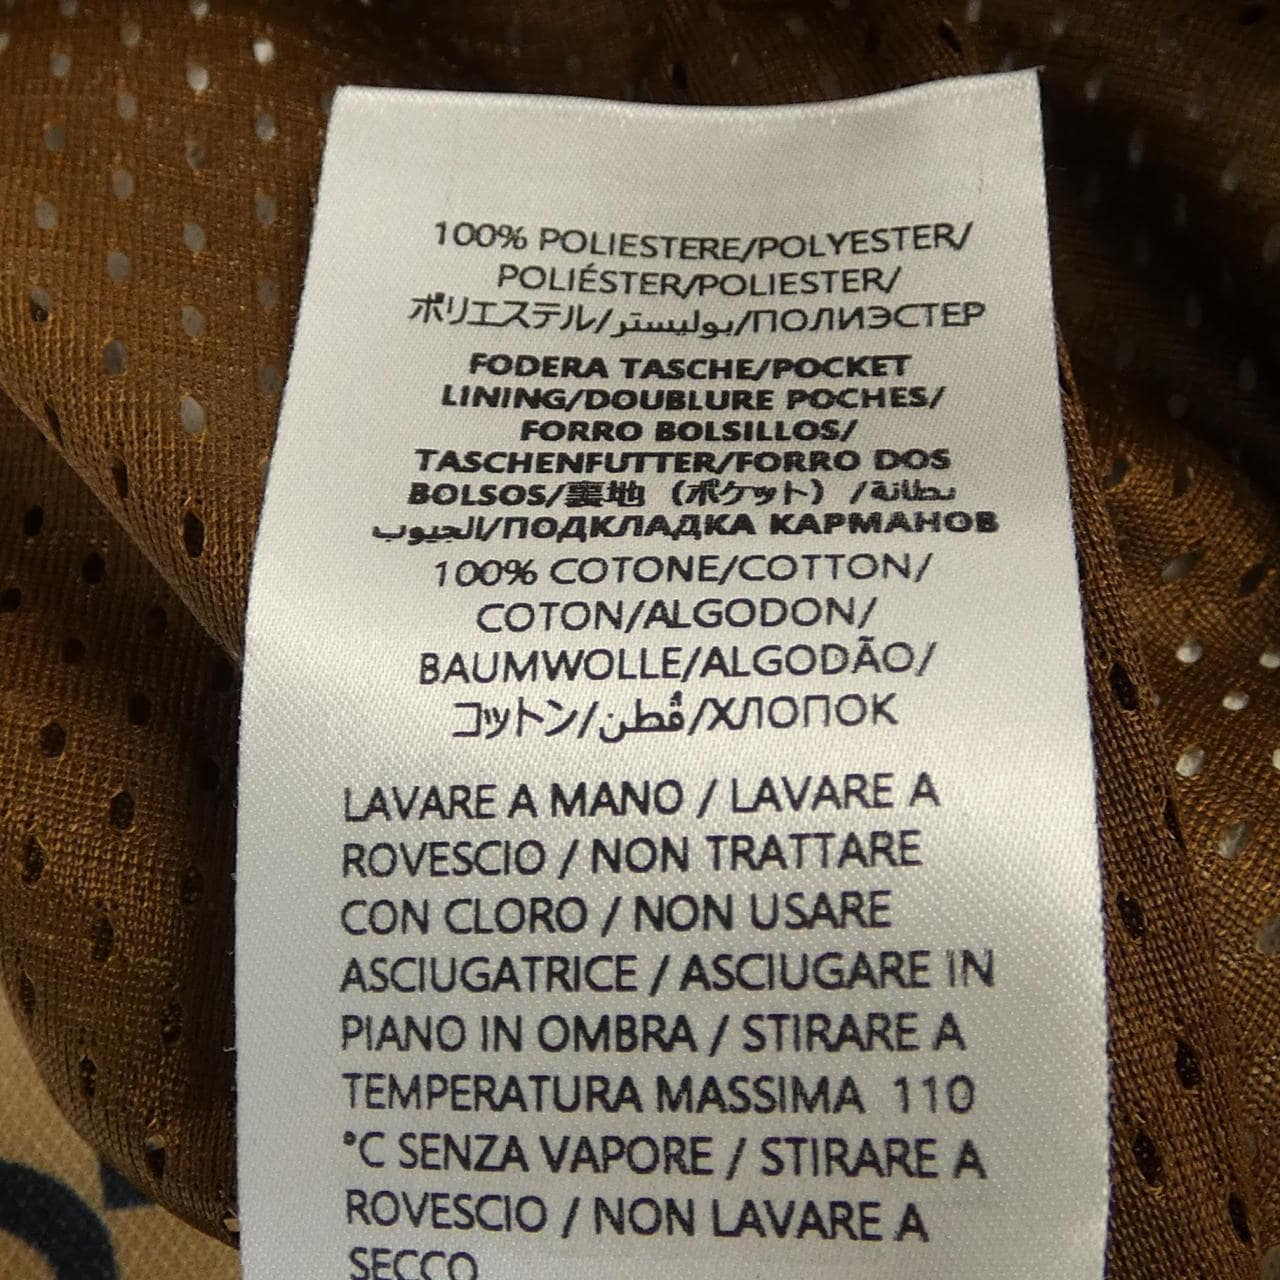 100% POLIESTERE/POLYESTER/
POLIÉSTER/POLIESTER/
ポリエステル/بوليستر/ПОЛИЭСТЕР
FODERA TASCHE/POCKET
LINING/DOUBLURE POCHES/
FORRO BOLSILLOS/
TASCHENFUTTER/FORRO DOS
BOLSOS/裏地（ポケット）/بطانة
الجيوب/ПОДКЛАДКА КАРМАНОВ
100% COTONE/COTTON/
COTON/ALGODON/
BAUMWOLLE/ALGODÃO/
コットン/قُطن/ХЛОПОК
LAVARE A MANO / LAVARE A
ROVESCIO / NON TRATTARE
CON CLORO / NON USARE
ASCIUGATRICE / ASCIUGARE IN
PIANO IN OMBRA / STIRARE A
TEMPERATURA MASSIMA 110
°C SENZA VAPORE / STIRARE A
ROVESCIO / NON LAVARE A
SECCO